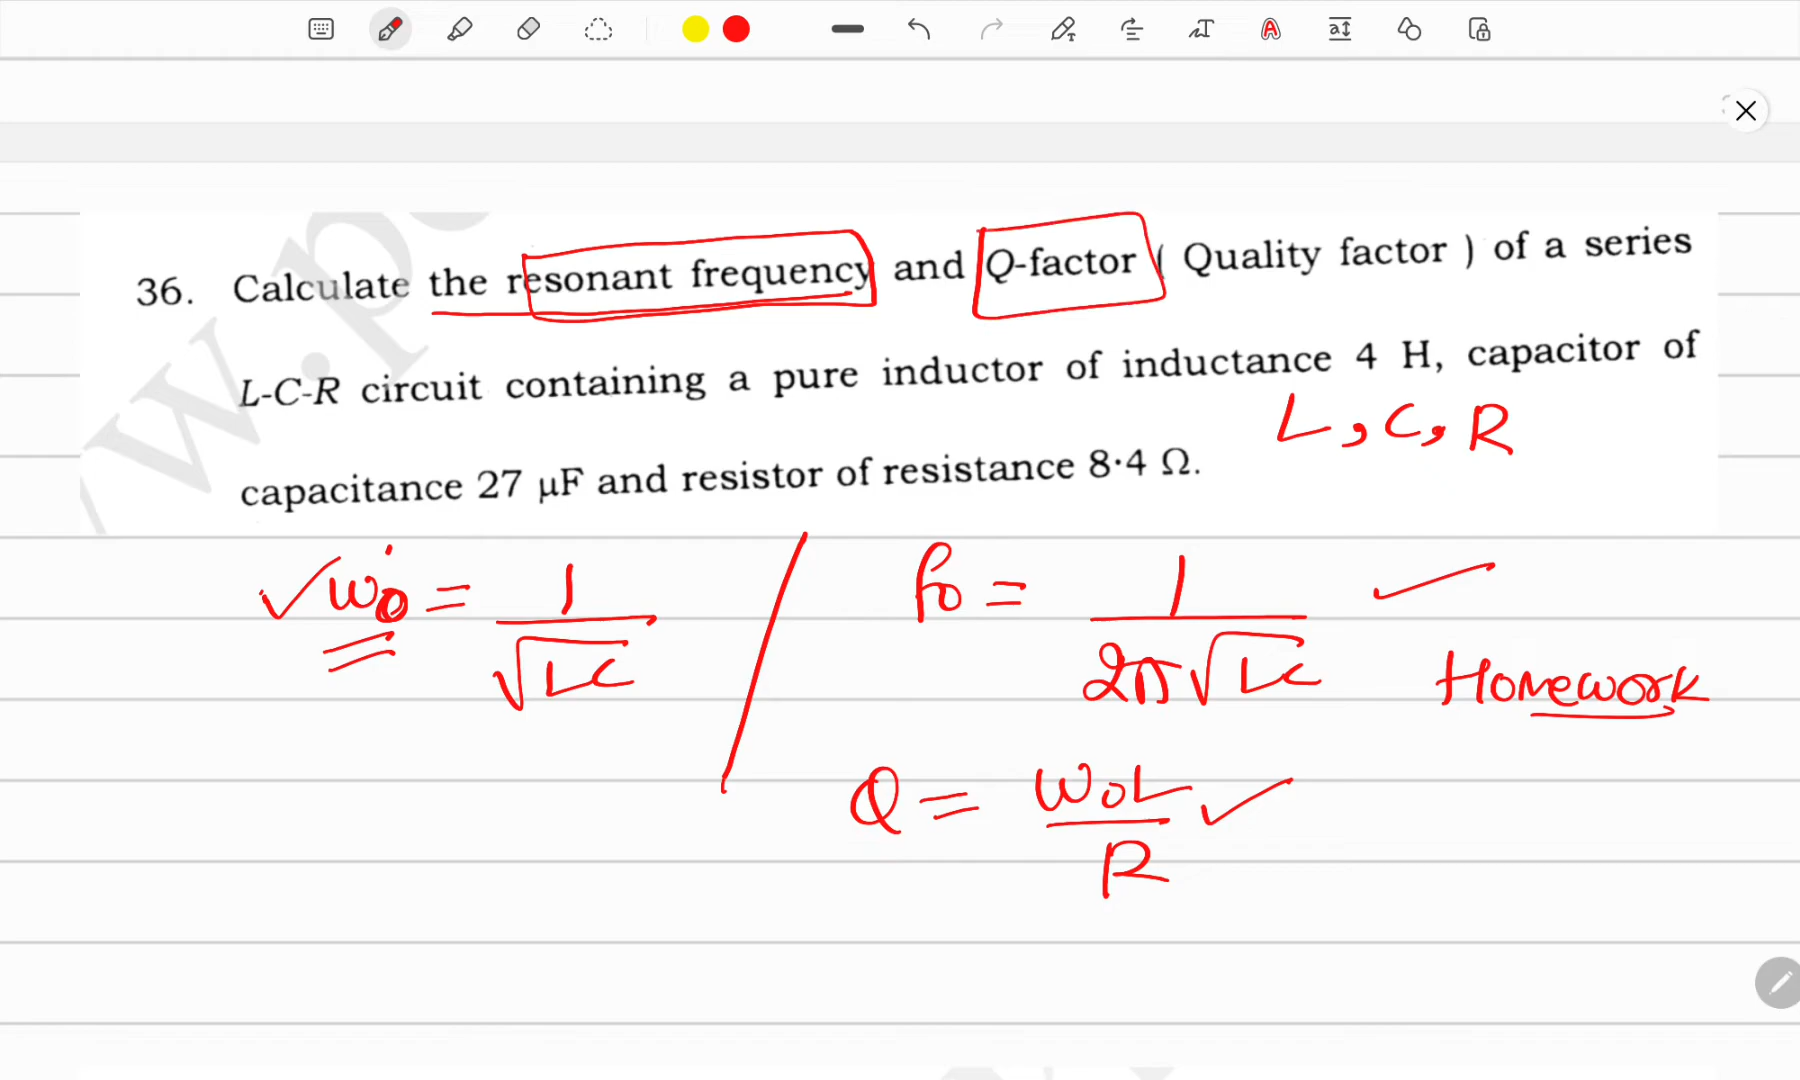 36. Calculate the resonant frequency and Q-factor ( Quality factor ) of a series
L-C-R circuit containing a pure inductor of inductance 4 H, capacitor of
L, C, R
capacitance 27 μF and resistor of resistance 8·4 Ω.
✓ω₀ = 1/√LC / f₀ = 1/2π√LC ✓
Homework
Q = ω₀L/R ✓